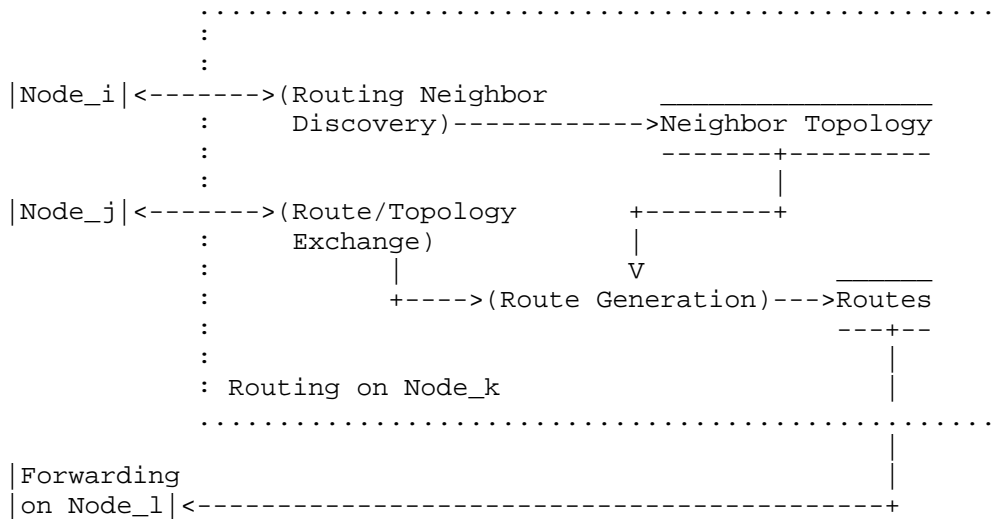 |Node_i|<------->(Routing Neighbor
Discovery)------------>Neighbor Topology
|Node_j|<------->(Route/Topology
Exchange)
V
+---->(Route Generation)--->Routes
: Routing on Node_k
|Forwarding
|on Node_l|<--------------------------------------------+